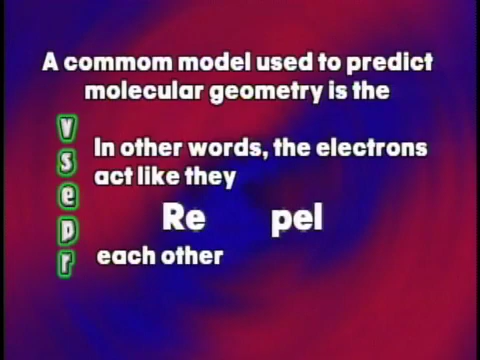 A commom model used to predict
molecular geometry is the
v
s
e
p
r
In other words, the electrons
act like they
Re pel
each other